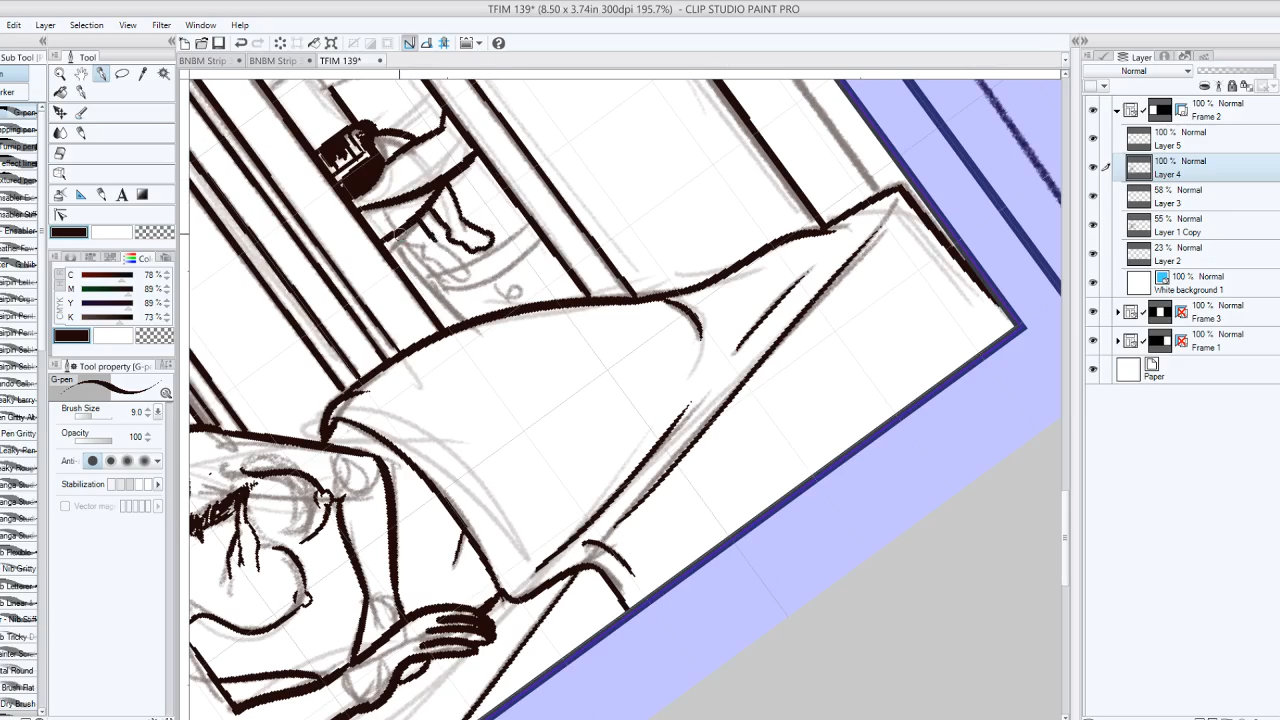 TFIM 139* (8.50 x 3.74in 300dpi 195.7%) - CLIP STUDIO PAINT PRO
Edit Layer Select Animation View Filter Window Help
Sub Tool
Tool
BNBM Strip
BNBM Strip
TFIM 139*
Layer
Normal
100 % Normal
Frame 2
100 % Normal
Layer 5
100 % Normal
Layer 4
58 % Normal
Layer 3
55 % Normal
Layer 1 Copy
23 % Normal
Layer 2
100 % Normal
White background 1
100 % Normal
Frame 3
100 % Normal
Frame 1
Paper
C 78 %
M 89 %
Y 89 %
K 73 %
Tool property [G-pen]
G-pen
Brush Size 9.0
Opacity 100
Anti-
Stabilization
Vector mag